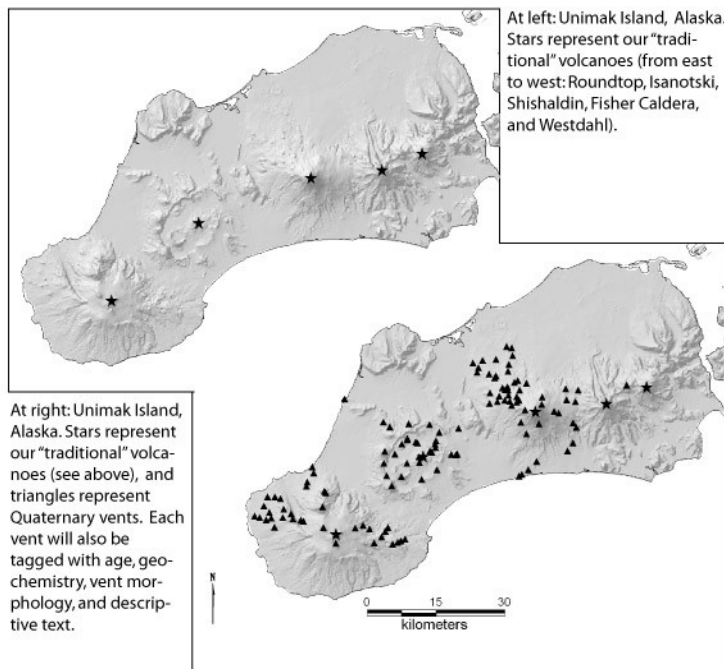 At left: Unimak Island, Alaska.
Stars represent our “tradi-
tional” volcanoes (from east
to west: Roundtop, Isanotski,
Shishaldin, Fisher Caldera,
and Westdahl).
At right: Unimak Island,
Alaska. Stars represent
our “traditional” volca-
noes (see above), and
triangles represent
Quaternary vents. Each
vent will also be
tagged with age, geo-
chemistry, vent mor-
phology, and descrip-
tive text.
N
0 15 30
kilometers